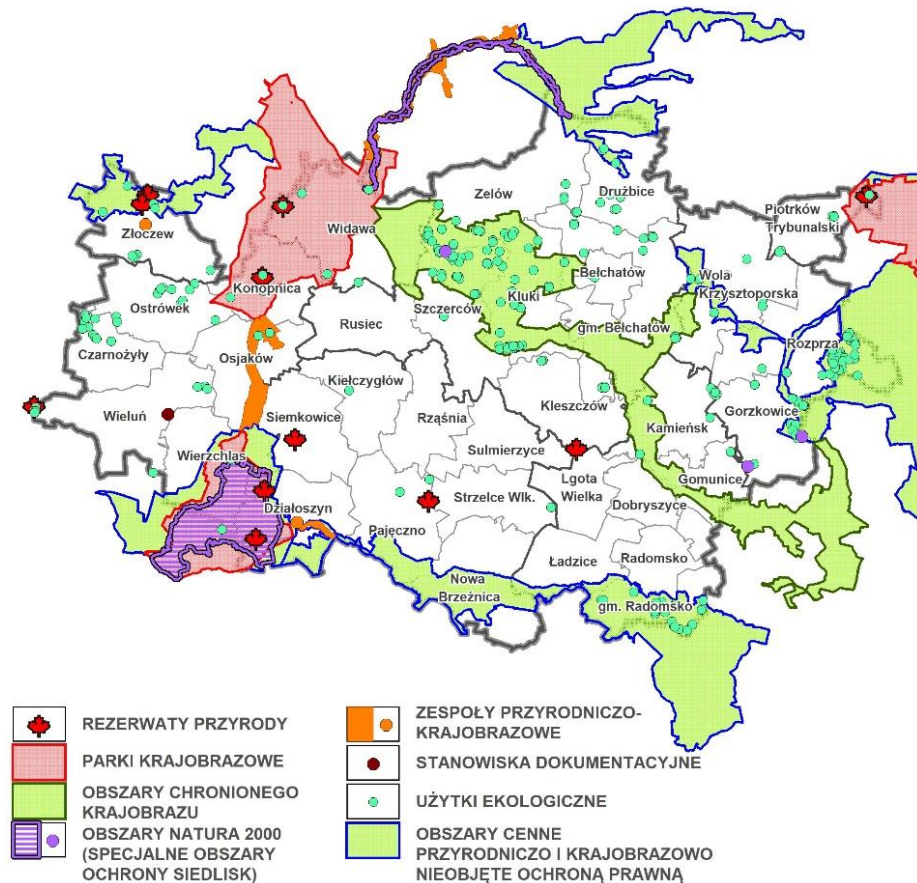 Zelów
Drużbice
Piotrków
Trybunalski
Złoczew
Widawa
Bełchatów
Wola
Krzysztoporska
Konopnica
Ostrówek
Szczerców
Kluki
Rusiec
gm. Bełchatów
Rozprza
Czarnożyły
Osjaków
Kiełczygłów
Kleszczów
Gorzkowice
Wieluń
Siemkowice
Rząśnia
Kamieńsk
Sulmierzyce
Wierzchlas
Lgota
Wielka
Gomunice
Strzelce Wlk.
Dobryszyce
Działoszyn
Pajęczno
Ładzice
Radomsko
Nowa
Brzeźnica
gm. Radomsko
REZERWATY PRZYRODY
PARKI KRAJOBRAZOWE
OBSZARY CHRONIONEGO
KRAJOBRAZU
OBSZARY NATURA 2000
(SPECJALNE OBSZARY
OCHRONY SIEDLISK)
ZESPOŁY PRZYRODNICZO-
KRAJOBRAZOWE
STANOWISKA DOKUMENTACYJNE
UŻYTKI EKOLOGICZNE
OBSZARY CENNE
PRZYRODNICZO I KRAJOBRAZOWO
NIEOBJĘTE OCHRONĄ PRAWNĄ